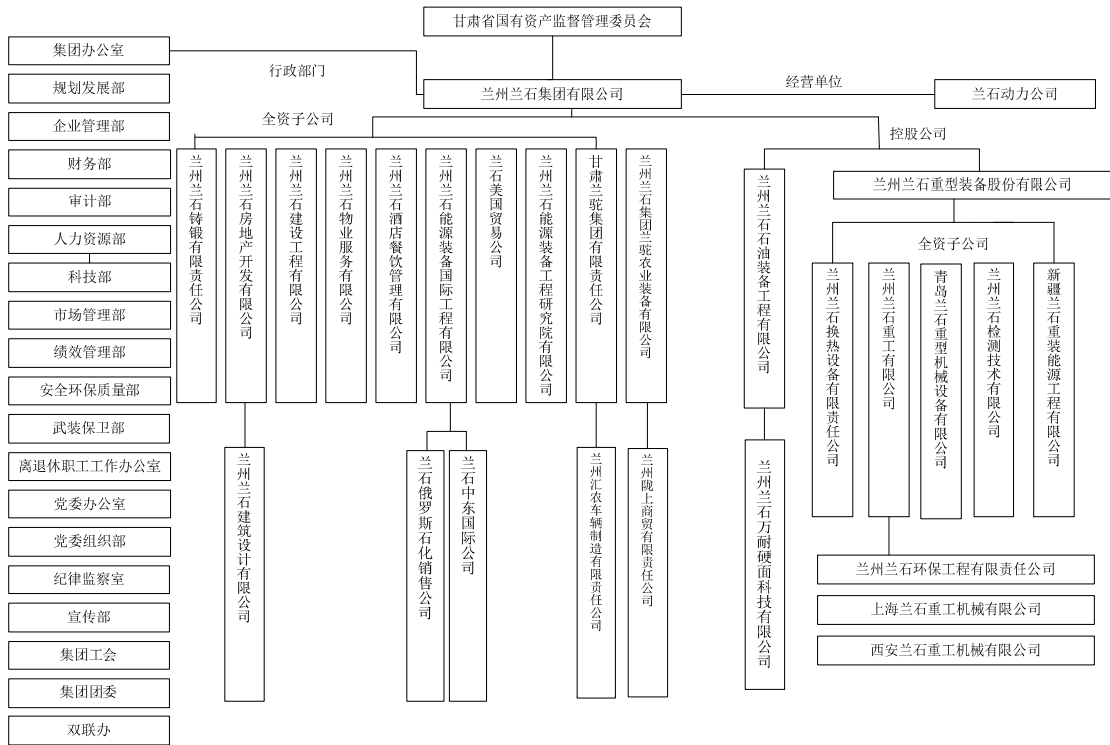 甘肃省国有资产监督管理委员会
集团办公室
行政部门
兰州兰石集团有限公司
经营单位
兰石动力公司
规划发展部
企业管理部
财务部
审计部
人力资源部
科技部
市场管理部
绩效管理部
安全环保质量部
武装保卫部
离退休职工工作办公室
党委办公室
党委组织部
纪律监察室
宣传部
集团工会
集团团委
双联办
全资子公司
兰州兰石铸锻有限责任公司
兰州兰石房地产开发有限公司
兰州兰石建设工程有限公司
兰州兰石物业服务有限公司
兰州兰石酒店餐饮管理有限公司
兰州兰石能源装备国际工程有限公司
兰石美国贸易公司
兰州兰石能源装备工程研究院有限公司
甘肃兰驼集团有限责任公司
兰州兰石集团兰驼农业装备有限公司
兰州兰石建筑设计有限公司
兰石俄罗斯石化销售公司
兰石中东国际公司
兰州汇农车辆制造有限责任公司
兰州陇上商贸有限责任公司
控股公司
兰州兰石石油装备工程有限公司
兰州兰石万耐硬面科技有限公司
兰州兰石重型装备股份有限公司
全资子公司
兰州兰石换热设备有限责任公司
兰州兰石重工有限公司
青岛兰石重型机械设备有限公司
兰州兰石检测技术有限公司
新疆兰石重装能源工程有限公司
兰州兰石环保工程有限责任公司
上海兰石重工机械有限公司
西安兰石重工机械有限公司